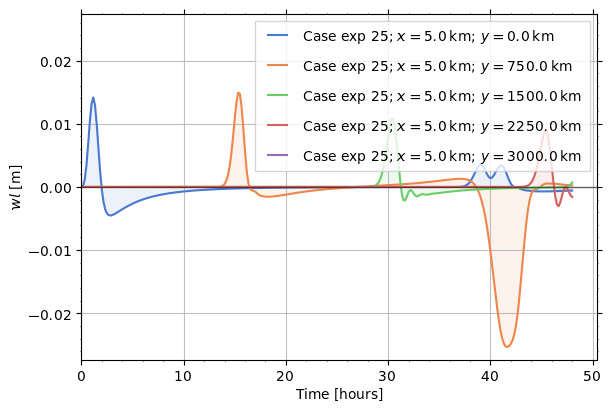 Case exp 25; x = 5.0 km; y = 0.0 km
Case exp 25; x = 5.0 km; y = 750.0 km
Case exp 25; x = 5.0 km; y = 1500.0 km
Case exp 25; x = 5.0 km; y = 2250.0 km
Case exp 25; x = 5.0 km; y = 3000.0 km
wl [m]
0.02
0.01
0.00
−0.01
−0.02
0 10 20 30 40 50
Time [hours]